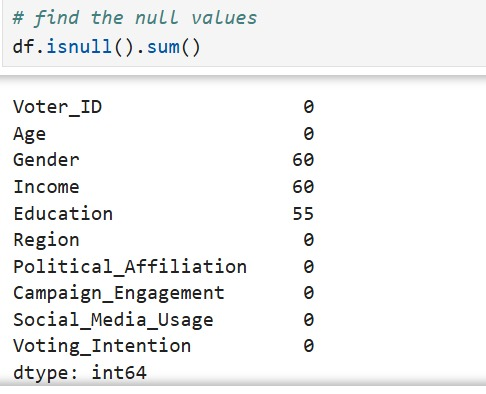 # find the null values
df.isnull().sum()
Voter_ID 0
Age 0
Gender 60
Income 60
Education 55
Region 0
Political_Affiliation 0
Campaign_Engagement 0
Social_Media_Usage 0
Voting_Intention 0
dtype: int64